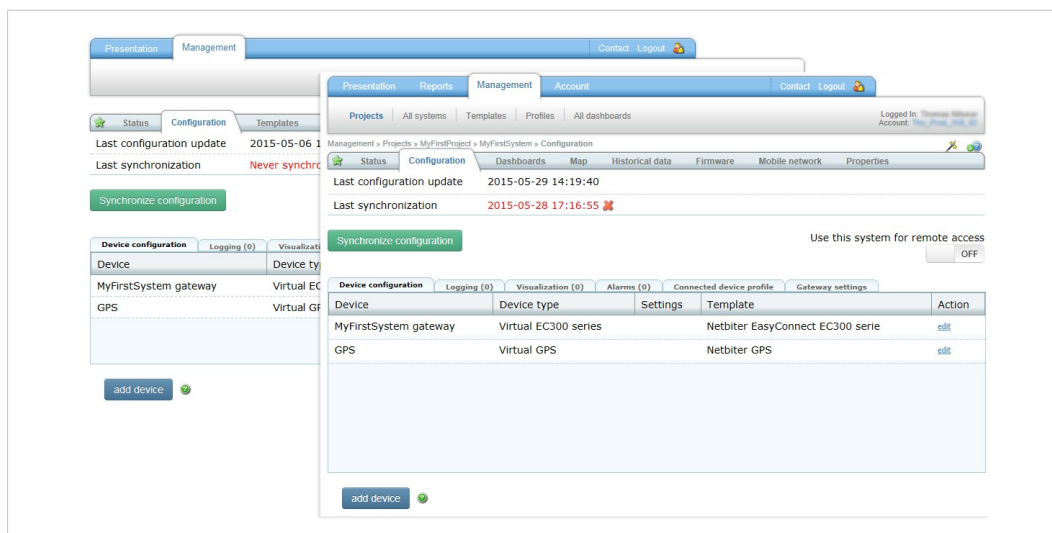 Presentation Management Contact Logout
Status Configuration Templates
Last configuration update 2015-05-06 1
Last synchronization Never synchro
Synchronize configuration
Device configuration Logging (0) Visualizati
Device Device ty
MyFirstSystem gateway Virtual EC
GPS Virtual GP
add device
Presentation Reports Management Account Contact Logout
Projects All systems Templates Profiles All dashboards Logged In:
Account:
Management » Projects » MyFirstProject » MyFirstSystem » Configuration
Status Configuration Dashboards Map Historical data Firmware Mobile network Properties
Last configuration update 2015-05-29 14:19:40
Last synchronization 2015-05-28 17:16:55
Synchronize configuration Use this system for remote access
OFF
Device configuration Logging (0) Visualization (0) Alarms (0) Connected device profile Gateway settings
Device Device type Settings Template Action
MyFirstSystem gateway Virtual EC300 series Netbiter EasyConnect EC300 serie edit
GPS Virtual GPS Netbiter GPS edit
add device